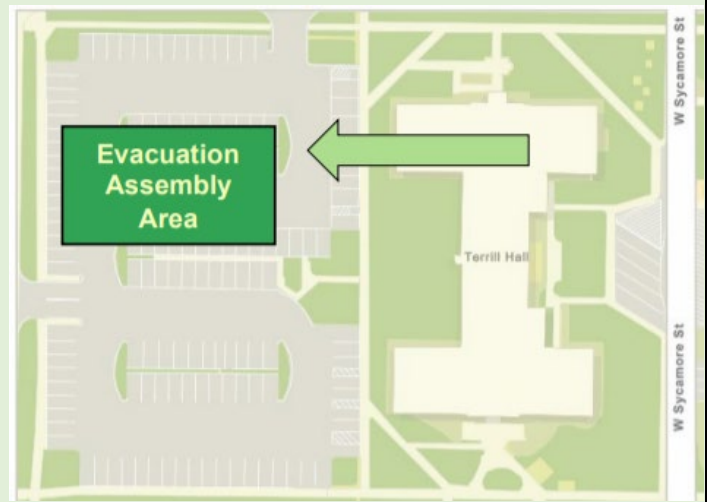 Evacuation
Assembly
Area
Terrill Hall
W Sycamore St
W Sycamore St